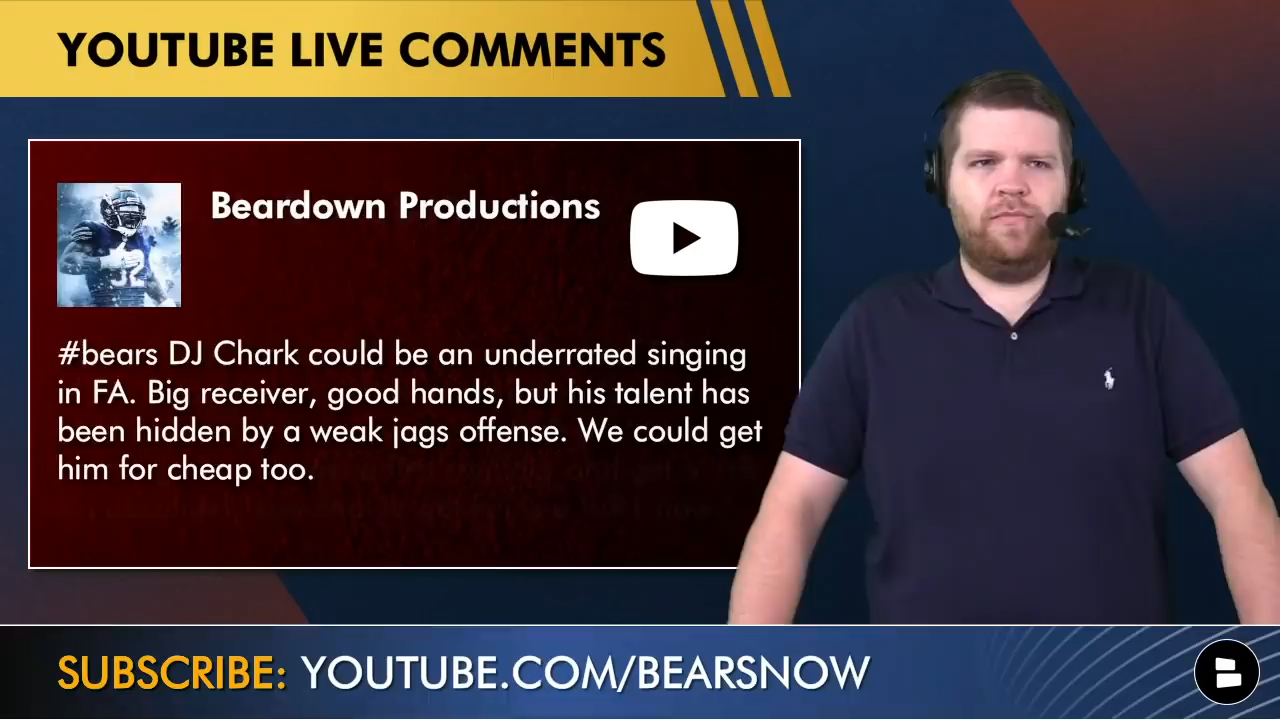 YOUTUBE LIVE COMMENTS
Beardown Productions
#bears DJ Chark could be an underrated singing
in FA. Big receiver, good hands, but his talent has
been hidden by a weak jags offense. We could get
him for cheap too.
SUBSCRIBE: YOUTUBE.COM/BEARSNOW